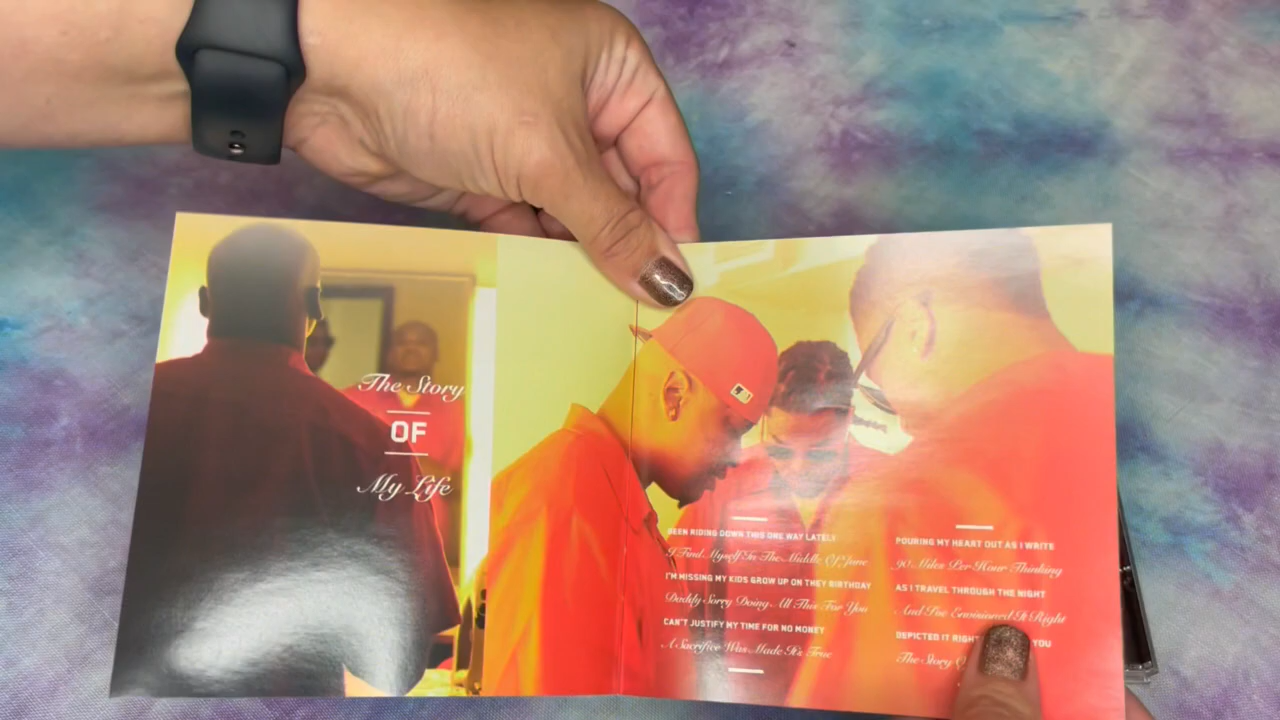 The Story
OF
My Life
BEEN RIDING DOWN THIS ONE WAY LATELY
I Find Myself In The Middle Of June
I'M MISSING MY KIDS GROW UP ON THEY BIRTHDAY
Daddy Sorry Doing All This For You
CAN'T JUSTIFY MY TIME FOR NO MONEY
A Sacrifice Was Made It's True
POURING MY HEART OUT AS I WRITE
90 Miles Per Hour Thinking
AS I TRAVEL THROUGH THE NIGHT
And I've Envisioned It Right
DEPICTED IT RIGHT YOU
The Story